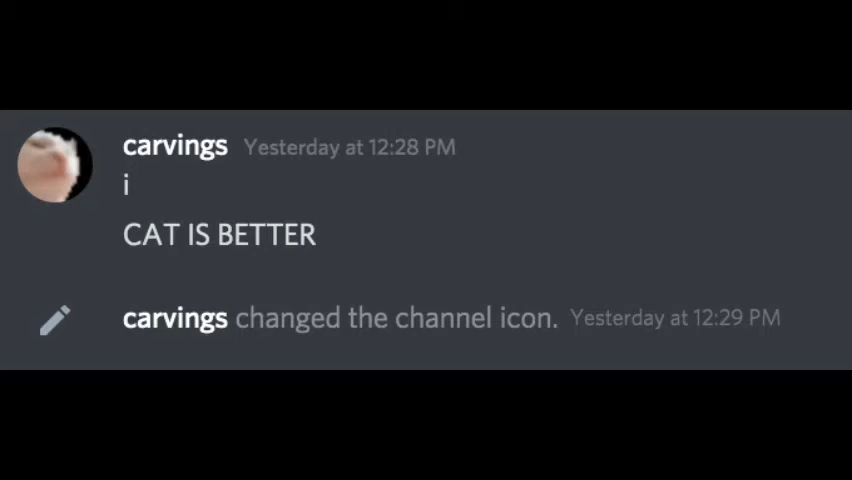 carvings Yesterday at 12:28 PM
i
CAT IS BETTER
carvings changed the channel icon. Yesterday at 12:29 PM